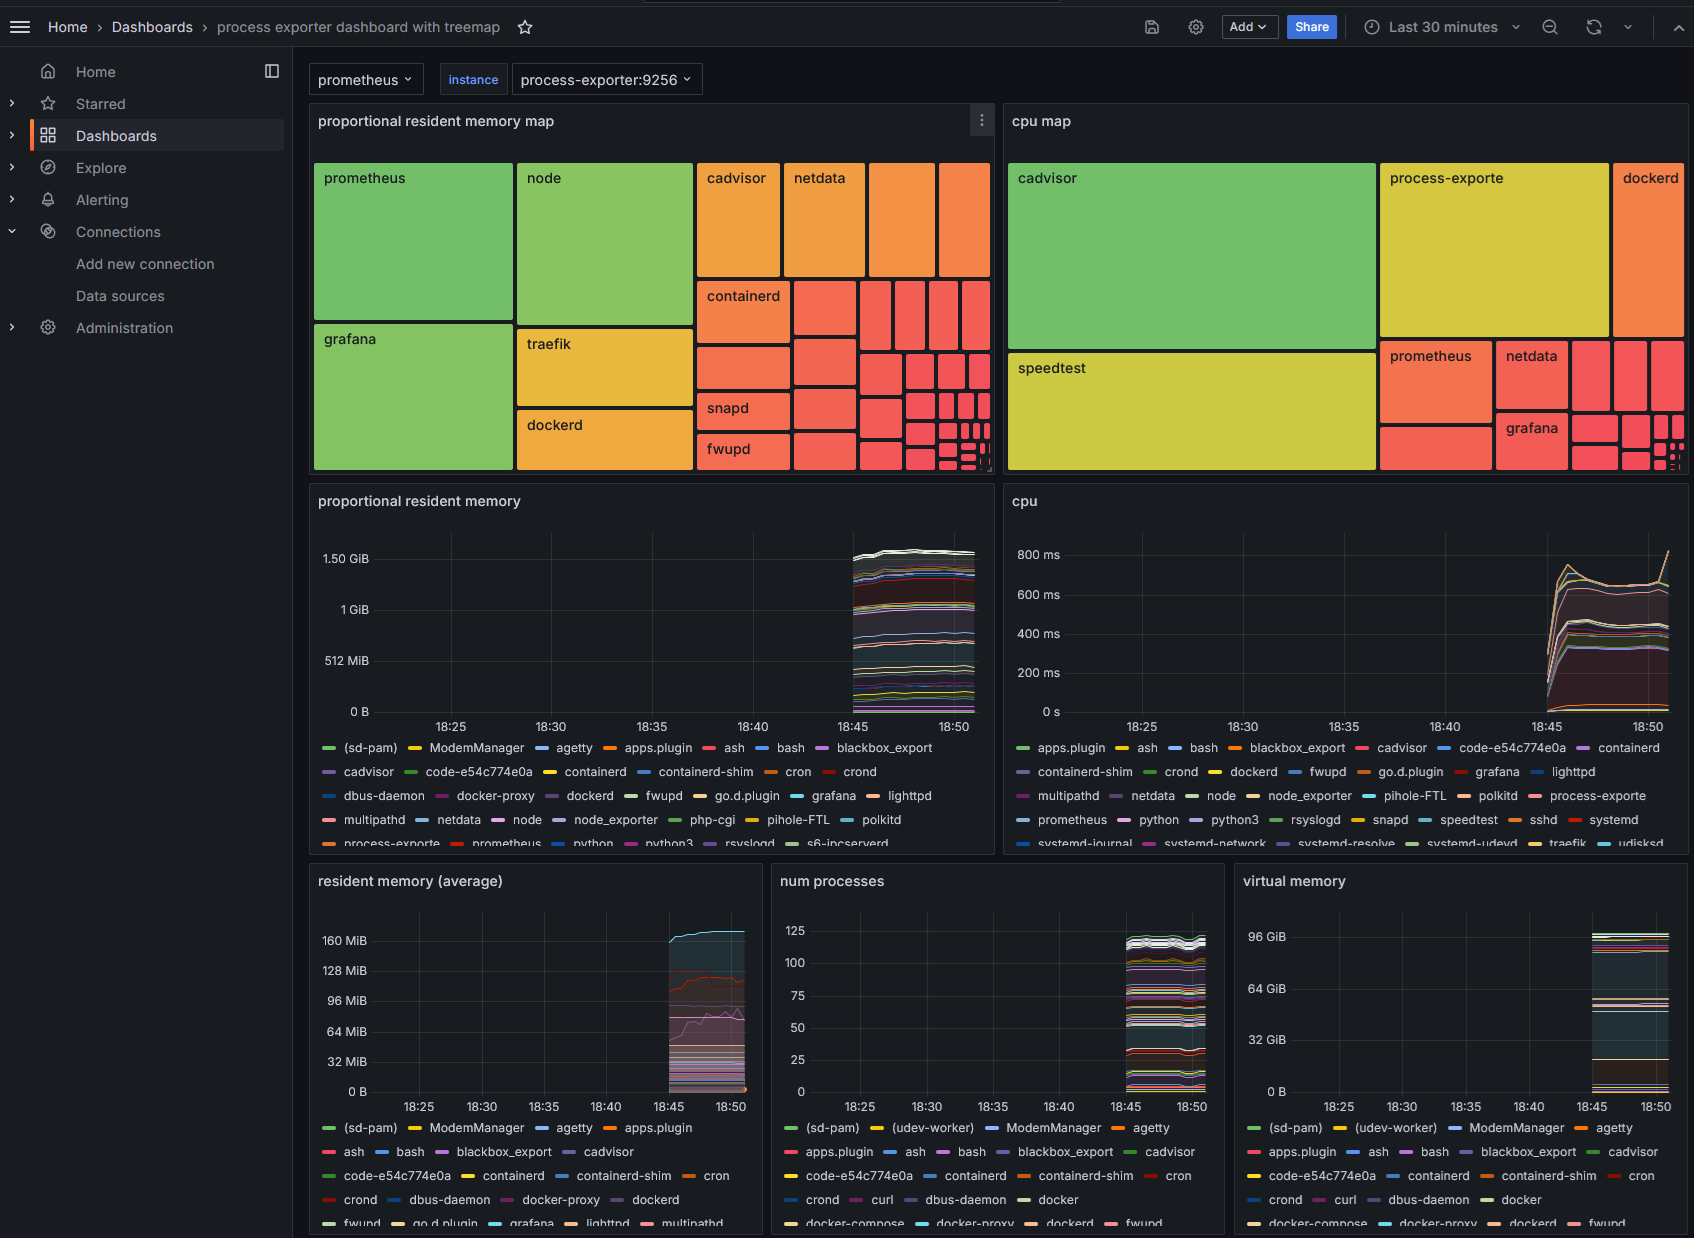 Home › Dashboards › process exporter dashboard with treemap
Add
Share
Last 30 minutes
Home
Starred
Dashboards
Explore
Alerting
Connections
Add new connection
Data sources
Administration
prometheus
instance
process-exporter:9256
proportional resident memory map
prometheus
node
cadvisor
netdata
containerd
grafana
traefik
snapd
dockerd
fwupd
cpu map
cadvisor
process-exporte
dockerd
speedtest
prometheus
netdata
grafana
proportional resident memory
1.50 GiB
1 GiB
512 MiB
0 B
18:25 18:30 18:35 18:40 18:45 18:50
(sd-pam) ModemManager agetty apps.plugin ash bash blackbox_export
cadvisor code-e54c774e0a containerd containerd-shim cron crond
dbus-daemon docker-proxy dockerd fwupd go.d.plugin grafana lighttpd
multipathd netdata node node_exporter php-cgi pihole-FTL polkitd
process-exporte prometheus python python3 rsyslogd s6-ipcserverd
cpu
800 ms
600 ms
400 ms
200 ms
0 s
18:25 18:30 18:35 18:40 18:45 18:50
apps.plugin ash bash blackbox_export cadvisor code-e54c774e0a containerd
containerd-shim crond dockerd fwupd go.d.plugin grafana lighttpd
multipathd netdata node node_exporter pihole-FTL polkitd process-exporte
prometheus python python3 rsyslogd snapd speedtest sshd systemd
systemd-journal systemd-network systemd-resolve systemd-udevd traefik udisksd
resident memory (average)
160 MiB
128 MiB
96 MiB
64 MiB
32 MiB
0 B
18:25 18:30 18:35 18:40 18:45 18:50
(sd-pam) ModemManager agetty apps.plugin
ash bash blackbox_export cadvisor
code-e54c774e0a containerd containerd-shim cron
crond dbus-daemon docker-proxy dockerd
fwupd go.d.plugin grafana lighttpd multipathd
num processes
125
100
75
50
25
0
18:25 18:30 18:35 18:40 18:45 18:50
(sd-pam) (udev-worker) ModemManager agetty
apps.plugin ash bash blackbox_export cadvisor
code-e54c774e0a containerd containerd-shim cron
crond curl dbus-daemon docker
docker-compose docker-proxy dockerd fwupd
virtual memory
96 GiB
64 GiB
32 GiB
0 B
18:25 18:30 18:35 18:40 18:45 18:50
(sd-pam) (udev-worker) ModemManager agetty
apps.plugin ash bash blackbox_export cadvisor
code-e54c774e0a containerd containerd-shim cron
crond curl dbus-daemon docker
docker-compose docker-proxy dockerd fwupd